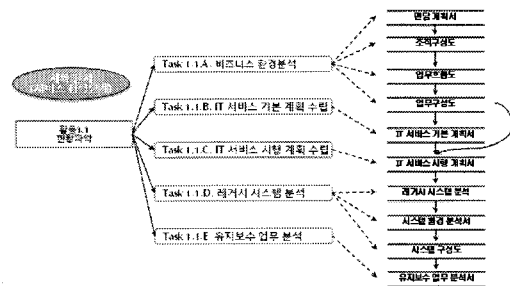 활동1.1
현황파악
Task 1.1.A. 비즈니스 환경분석
Task 1.1.B. IT 서비스 기본 계획 수립
Task 1.1.C. IT 서비스 시행 계획 수립
Task 1.1.D. 레거시 시스템 분석
Task 1.1.E 유지보수 업무 분석
면담 계획서
조직구성도
업무흐름도
업무구성도
IT 서비스 기본 계획서
IT 서비스 시행 계획서
레거시 시스템 분석
시스템 환경 분석서
시스템 구성도
유지보수 업무 분석서